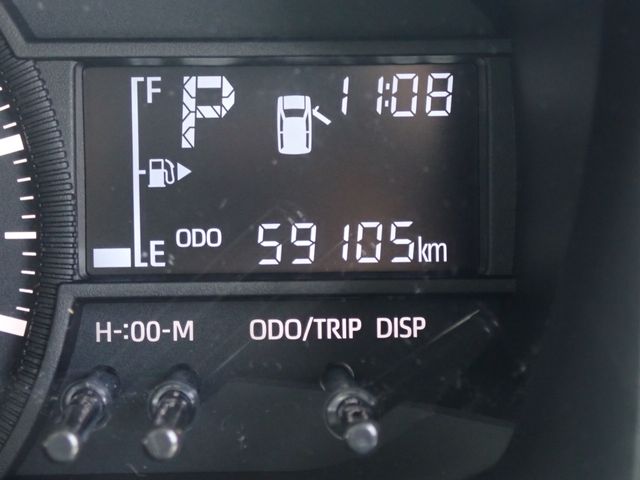 F P 11:08
E ODO 59105km
H-:00-M ODO/TRIP DISP